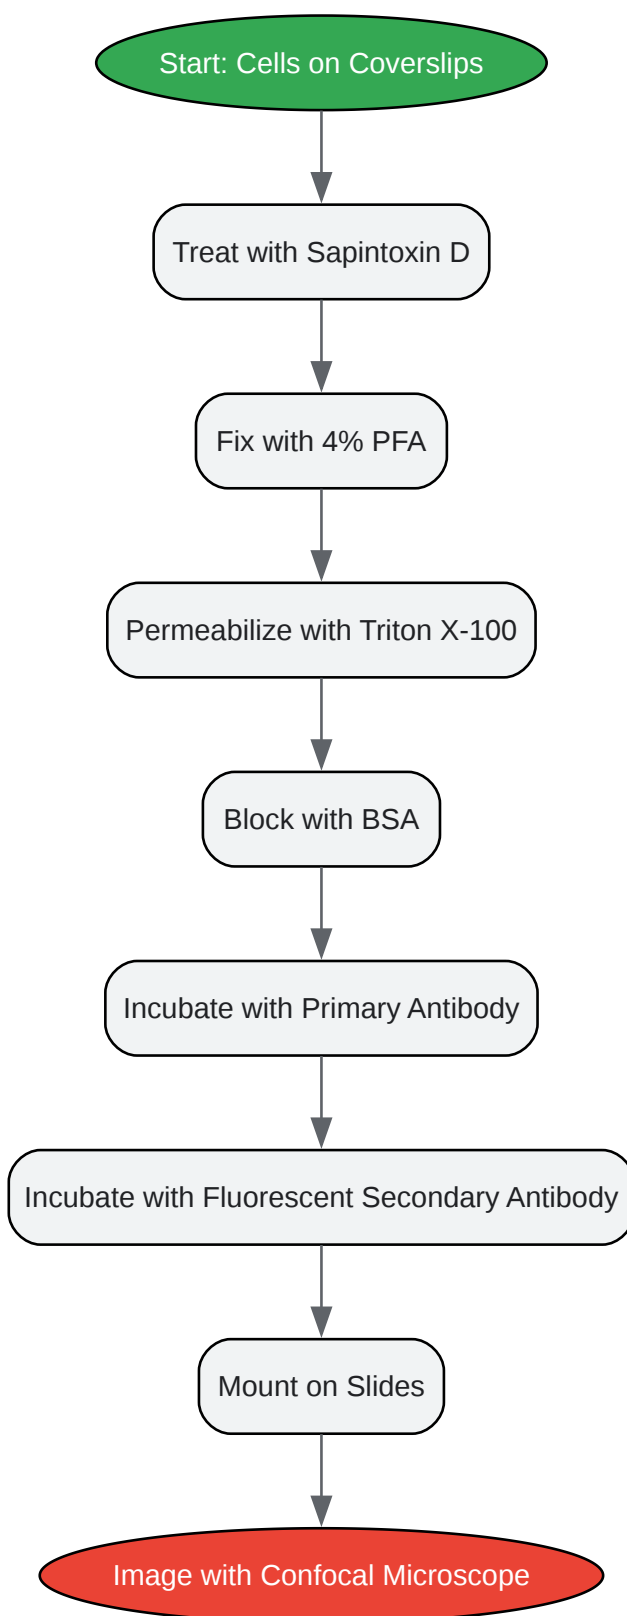 Start: Cells on Coverslips
Treat with Sapintoxin D
Fix with 4% PFA
Permeabilize with Triton X-100
Block with BSA
Incubate with Primary Antibody
Incubate with Fluorescent Secondary Antibody
Mount on Slides
Image with Confocal Microscope